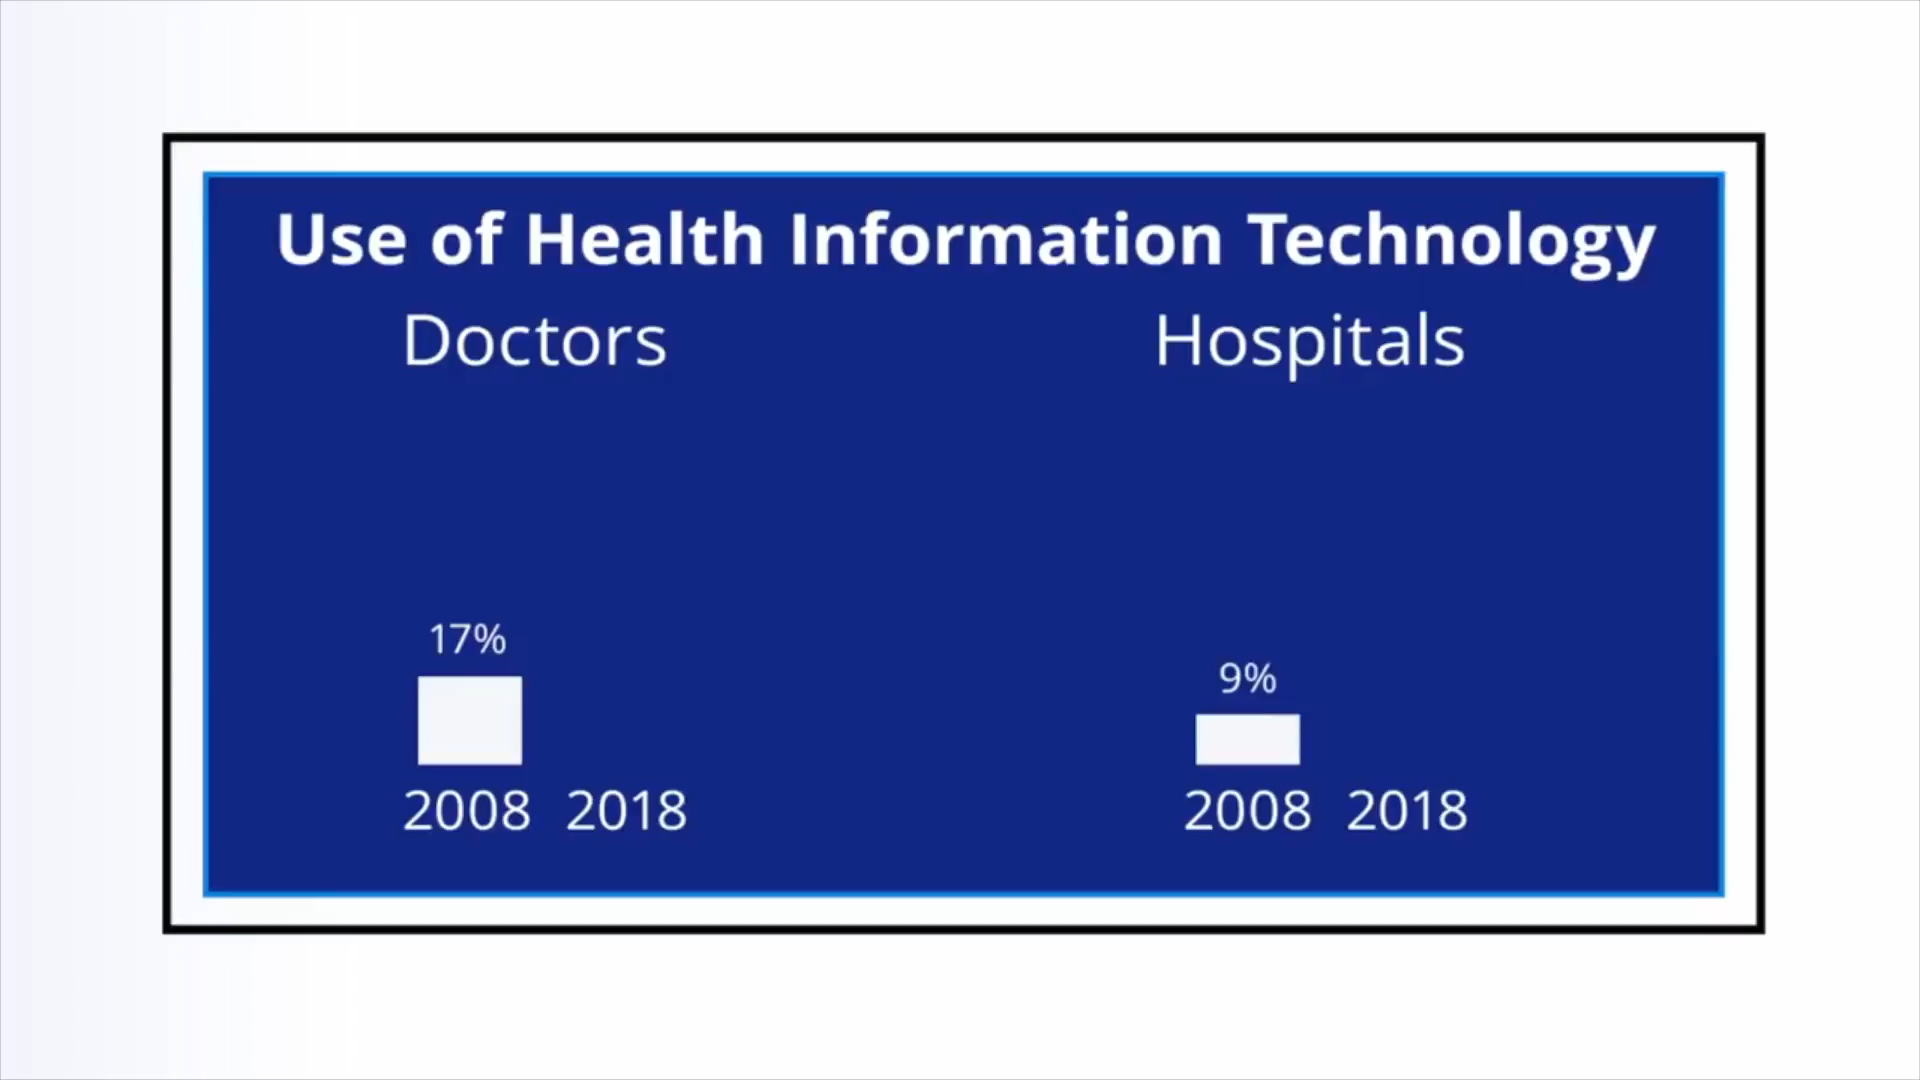 Use of Health Information Technology
Doctors
Hospitals
17%
9%
2008 2018
2008 2018